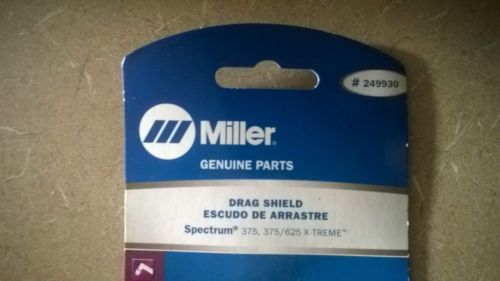 # 249930
Miller®
GENUINE PARTS
DRAG SHIELD
ESCUDO DE ARRASTRE
Spectrum® 375, 375/625 X-TREME™